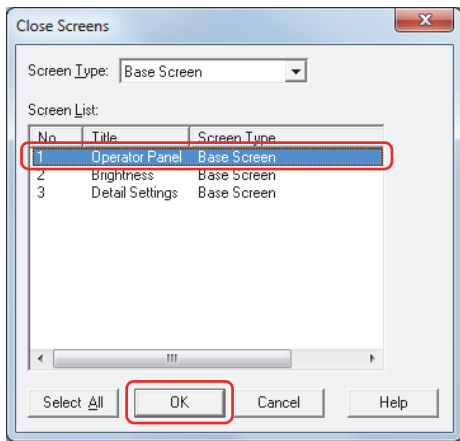 Close Screens
Screen Type: Base Screen
Screen List:
No. Title Screen Type
1 Operator Panel Base Screen
2 Brightness Base Screen
3 Detail Settings Base Screen
Select All OK Cancel Help